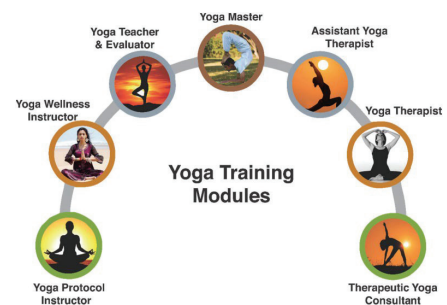 Yoga Master
Yoga Teacher
& Evaluator
Assistant Yoga
Therapist
Yoga Wellness
Instructor
Yoga Therapist
Yoga Training
Modules
Yoga Protocol
Instructor
Therapeutic Yoga
Consultant